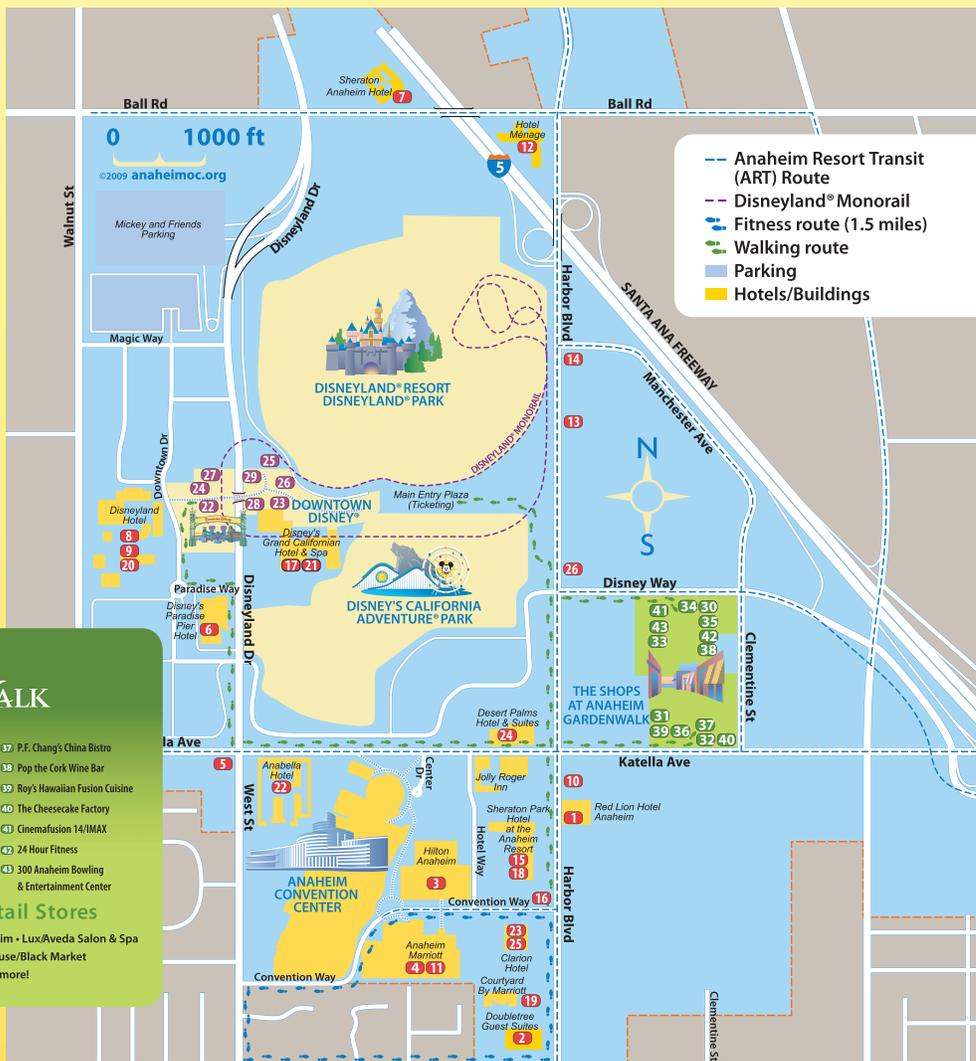 Sheraton
Anaheim Hotel
7
Ball Rd
Ball Rd
0 1000 ft
©2009 anaheimoc.org
Hotel
Ménage
12
5
Anaheim Resort Transit
(ART) Route
Disneyland® Monorail
Fitness route (1.5 miles)
Walking route
Parking
Hotels/Buildings
Walnut St
Mickey and Friends
Parking
Disneyland Dr
Harbor Blvd
SANTA ANA FREEWAY
Magic Way
14
Manchester Ave
DISNEYLAND® RESORT
DISNEYLAND® PARK
DISNEYLAND® MONORAIL
13
N
S
Downtown Dr
25
27
29
26
24
22
28
23
DOWNTOWN
DISNEY®
Main Entry Plaza
(Ticketing)
Disneyland
Hotel
8
9
20
Disney's
Grand Californian
Hotel & Spa
17
21
26
Disney Way
Paradise Way
Disneyland Dr
DISNEY'S CALIFORNIA
ADVENTURE® PARK
Disney's
Paradise
Pier
Hotel
6
41
34
30
43
35
33
42
38
Clementine St
THE SHOPS
AT ANAHEIM
GARDENWALK
31
39
36
37
32
40
Desert Palms
Hotel & Suites
24
ALK
la Ave
Katella Ave
37 P.F. Chang's China Bistro
38 Pop the Cork Wine Bar
39 Roy's Hawaiian Fusion Cuisine
40 The Cheesecake Factory
41 Cinemafusion 14/IMAX
42 24 Hour Fitness
43 300 Anaheim Bowling
& Entertainment Center
tail Stores
im • Lux/Aveda Salon & Spa
use/Black Market
more!
5
West St
Anabella
Hotel
22
Center
Dr
Jolly Roger
Inn
10
1
Red Lion Hotel
Anaheim
Sheraton Park
Hotel
at the
Anaheim
Resort
15
18
Hotel Way
Hilton
Anaheim
3
ANAHEIM
CONVENTION
CENTER
Convention Way
16
Harbor Blvd
23
25
Clarion
Hotel
Anaheim
Marriott
4
11
Convention Way
Courtyard
By Marriott
19
Doubletree
Guest Suites
2
Clementine St